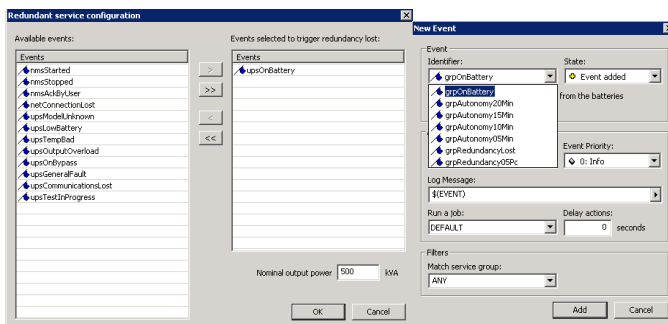 Redundant service configuration
Available events:
Events
nmsStarted
nmsStopped
nmsAckByUser
netConnectionLost
upsModelUnknown
upsLowBattery
upsTempBad
upsOutputOverload
upsOnBypass
upsGeneralFault
upsCommunicationsLost
upsTestInProgress
>
>>
<
<<
Events selected to trigger redundancy lost:
Events
upsOnBattery
Nominal output power 500 kVA
OK Cancel
New Event
Event
Identifier: State:
grpOnBattery Event added
grpOnBattery
from the batteries
grpAutonomy20Min
grpAutonomy15Min
grpAutonomy10Min
grpAutonomy05Min
grpRedundancyLost
grpRedundancy05Pc
Event Priority:
0: Info
Log Message:
$(EVENT)
Run a job: Delay actions:
DEFAULT 0 seconds
Filters
Match service group:
ANY
Add Cancel